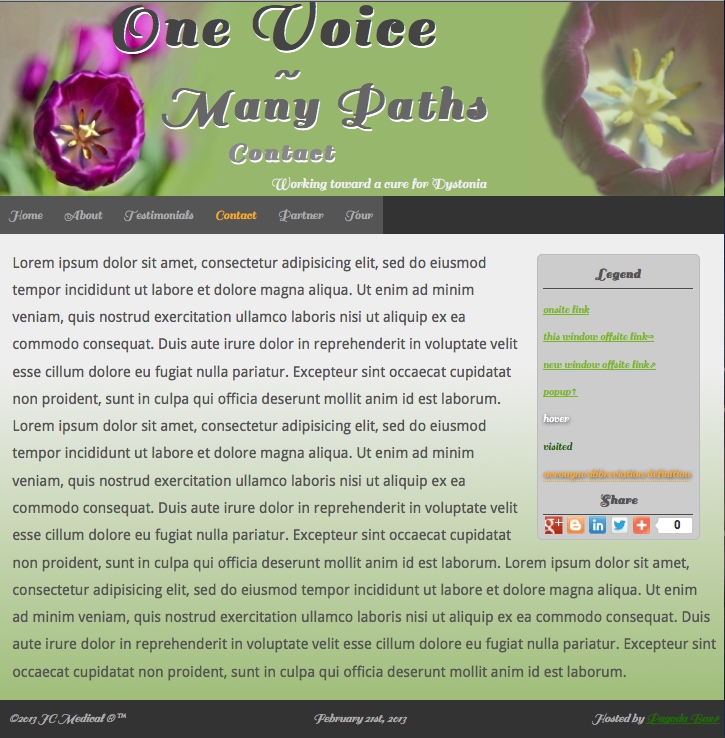 One Voice
~
Many Paths
Contact
Working toward a cure for Dystonia
Home About Testimonials Contact Partner Tour
Lorem ipsum dolor sit amet, consectetur adipisicing elit, sed do eiusmod
tempor incididunt ut labore et dolore magna aliqua. Ut enim ad minim
veniam, quis nostrud exercitation ullamco laboris nisi ut aliquip ex ea
commodo consequat. Duis aute irure dolor in reprehenderit in voluptate velit
esse cillum dolore eu fugiat nulla pariatur. Excepteur sint occaecat cupidatat
non proident, sunt in culpa qui officia deserunt mollit anim id est laborum.
Lorem ipsum dolor sit amet, consectetur adipisicing elit, sed do eiusmod
tempor incididunt ut labore et dolore magna aliqua. Ut enim ad minim
veniam, quis nostrud exercitation ullamco laboris nisi ut aliquip ex ea
commodo consequat. Duis aute irure dolor in reprehenderit in voluptate velit
esse cillum dolore eu fugiat nulla pariatur. Excepteur sint occaecat cupidatat
non proident, sunt in culpa qui officia deserunt mollit anim id est laborum. Lorem ipsum dolor sit amet,
consectetur adipisicing elit, sed do eiusmod tempor incididunt ut labore et dolore magna aliqua. Ut enim
ad minim veniam, quis nostrud exercitation ullamco laboris nisi ut aliquip ex ea commodo consequat. Duis
aute irure dolor in reprehenderit in voluptate velit esse cillum dolore eu fugiat nulla pariatur. Excepteur sint
occaecat cupidatat non proident, sunt in culpa qui officia deserunt mollit anim id est laborum.
Legend
onsite link
this window offsite link→
new window offsite link↗
popup↑
hover
visited
acronym abbreviation definition
Share
0
©2013 JC Medical ® ™ February 21st, 2013 Hosted by Pagoda Baer